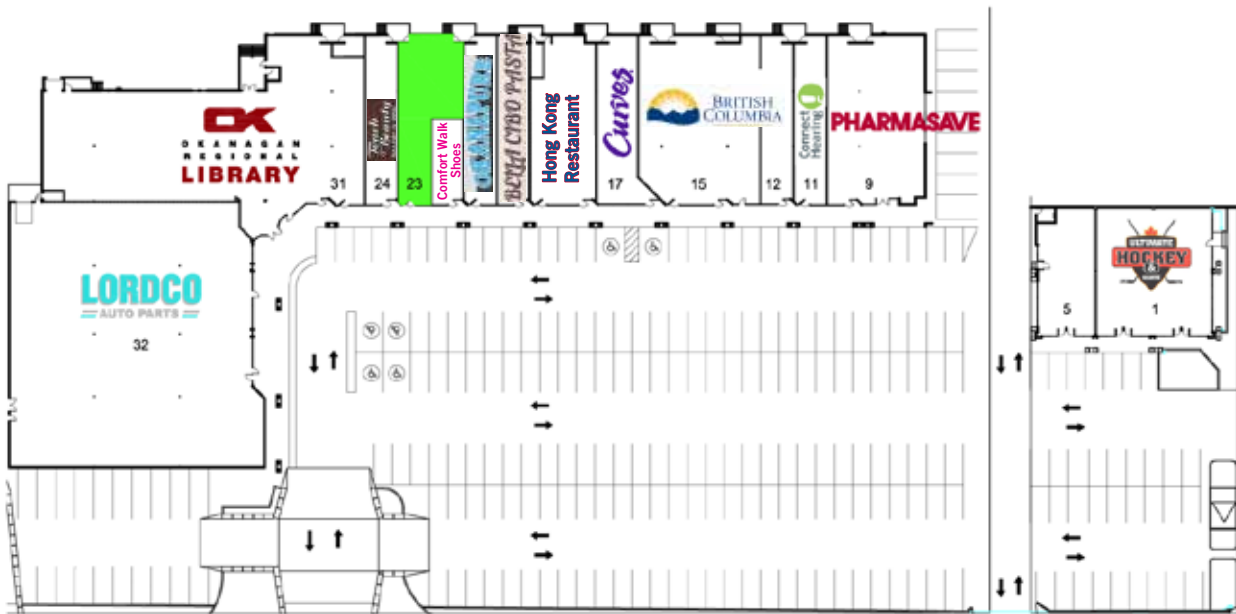 OK
OKANAGAN
REGIONAL
LIBRARY
31
24
23
Comfort Walk
Shoes
BELLA CIBO PASTA
Hong Kong
Restaurant
Curves
17
BRITISH
COLUMBIA
15
12
Connect
Hearing
11
PHARMASAVE
9
LORDCO
AUTO PARTS
32
5
ULTIMATE
HOCKEY
1